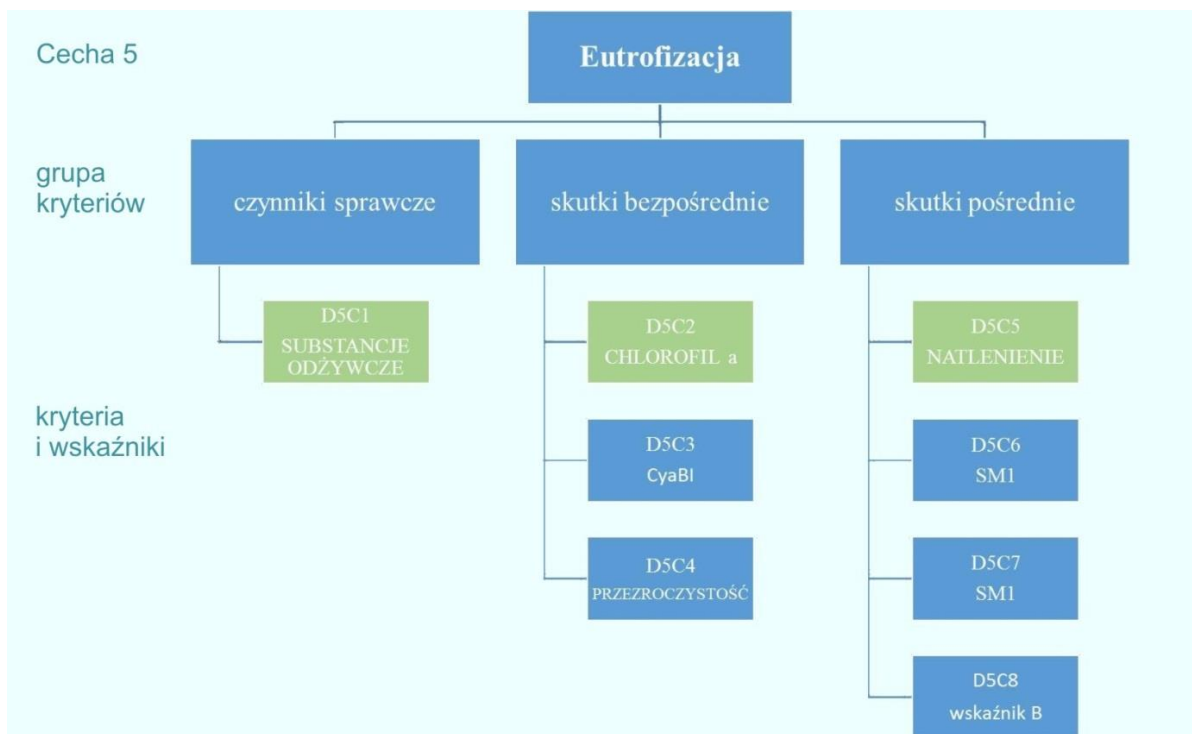 Cecha 5
Eutrofizacja
grupa
kryteriów
czynniki sprawcze
skutki bezpośrednie
skutki pośrednie
kryteria
i wskaźniki
D5C1
SUBSTANCJE
ODŻYWCZE
D5C2
CHLOROFIL a
D5C5
NATLENIENIE
D5C3
CyaBI
D5C6
SM1
D5C4
PRZEZROCZYSTOŚĆ
D5C7
SM1
D5C8
wskaźnik B